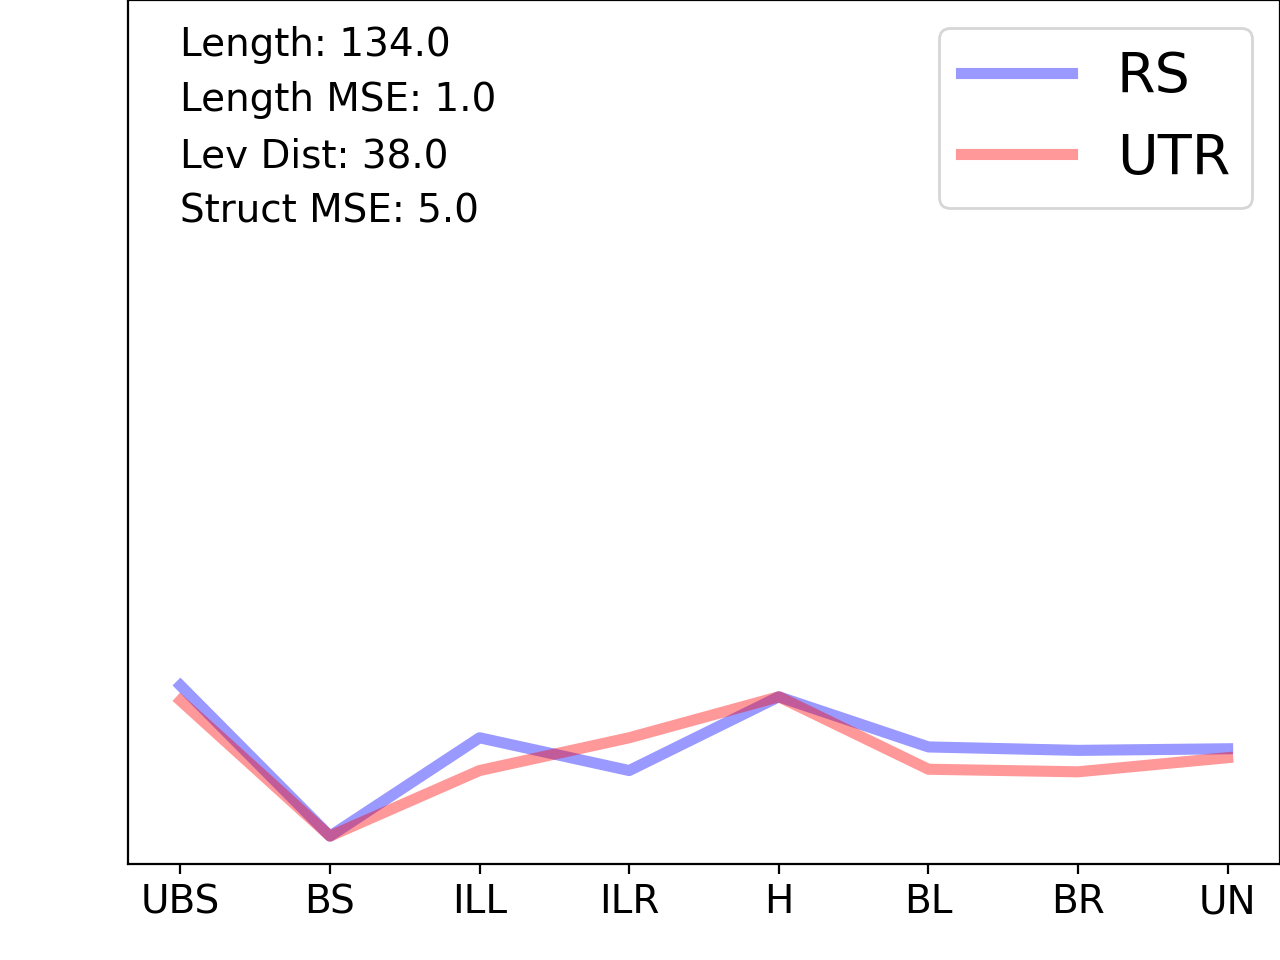 Length: 134.0
Length MSE: 1.0
Lev Dist: 38.0
Struct MSE: 5.0
RS
UTR
UBS BS ILL ILR H BL BR UN